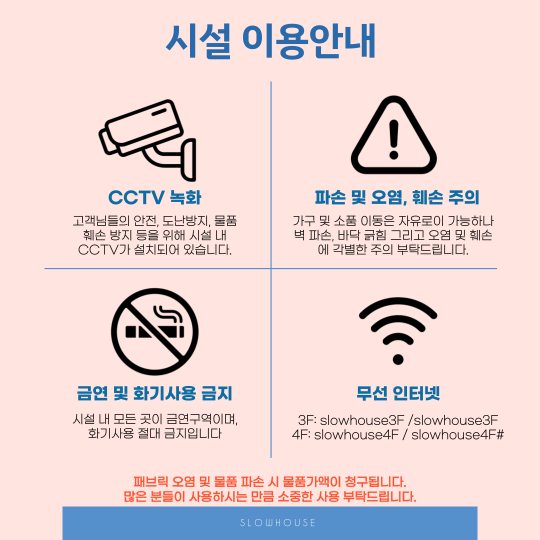 시설 이용안내
CCTV 녹화
고객님들의 안전, 도난방지, 물품
훼손 방지 등을 위해 시설 내
CCTV가 설치되어 있습니다.
파손 및 오염, 훼손 주의
가구 및 소품 이동은 자유로이 가능하나
벽 파손, 바닥 긁힘 그리고 오염 및 훼손
에 각별한 주의 부탁드립니다.
금연 및 화기사용 금지
시설 내 모든 곳이 금연구역이며,
화기사용 절대 금지입니다
무선 인터넷
3F: slowhouse3F /slowhouse3F
4F: slowhouse4F / slowhouse4F#
패브릭 오염 및 물품 파손 시 물품가액이 청구됩니다.
많은 분들이 사용하시는 만큼 소중한 사용 부탁드립니다.
SLOWHOUSE